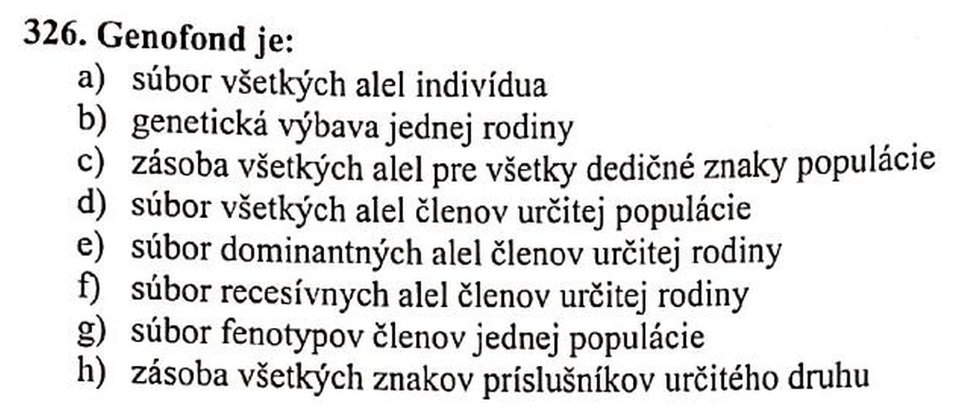 326. Genofond je:
a) súbor všetkých alel indivídua
b) genetická výbava jednej rodiny
c) zásoba všetkých alel pre všetky dedičné znaky populácie
d) súbor všetkých alel členov určitej populácie
e) súbor dominantných alel členov určitej rodiny
f) súbor recesívnych alel členov určitej rodiny
g) súbor fenotypov členov jednej populácie
h) zásoba všetkých znakov príslušníkov určitého druhu